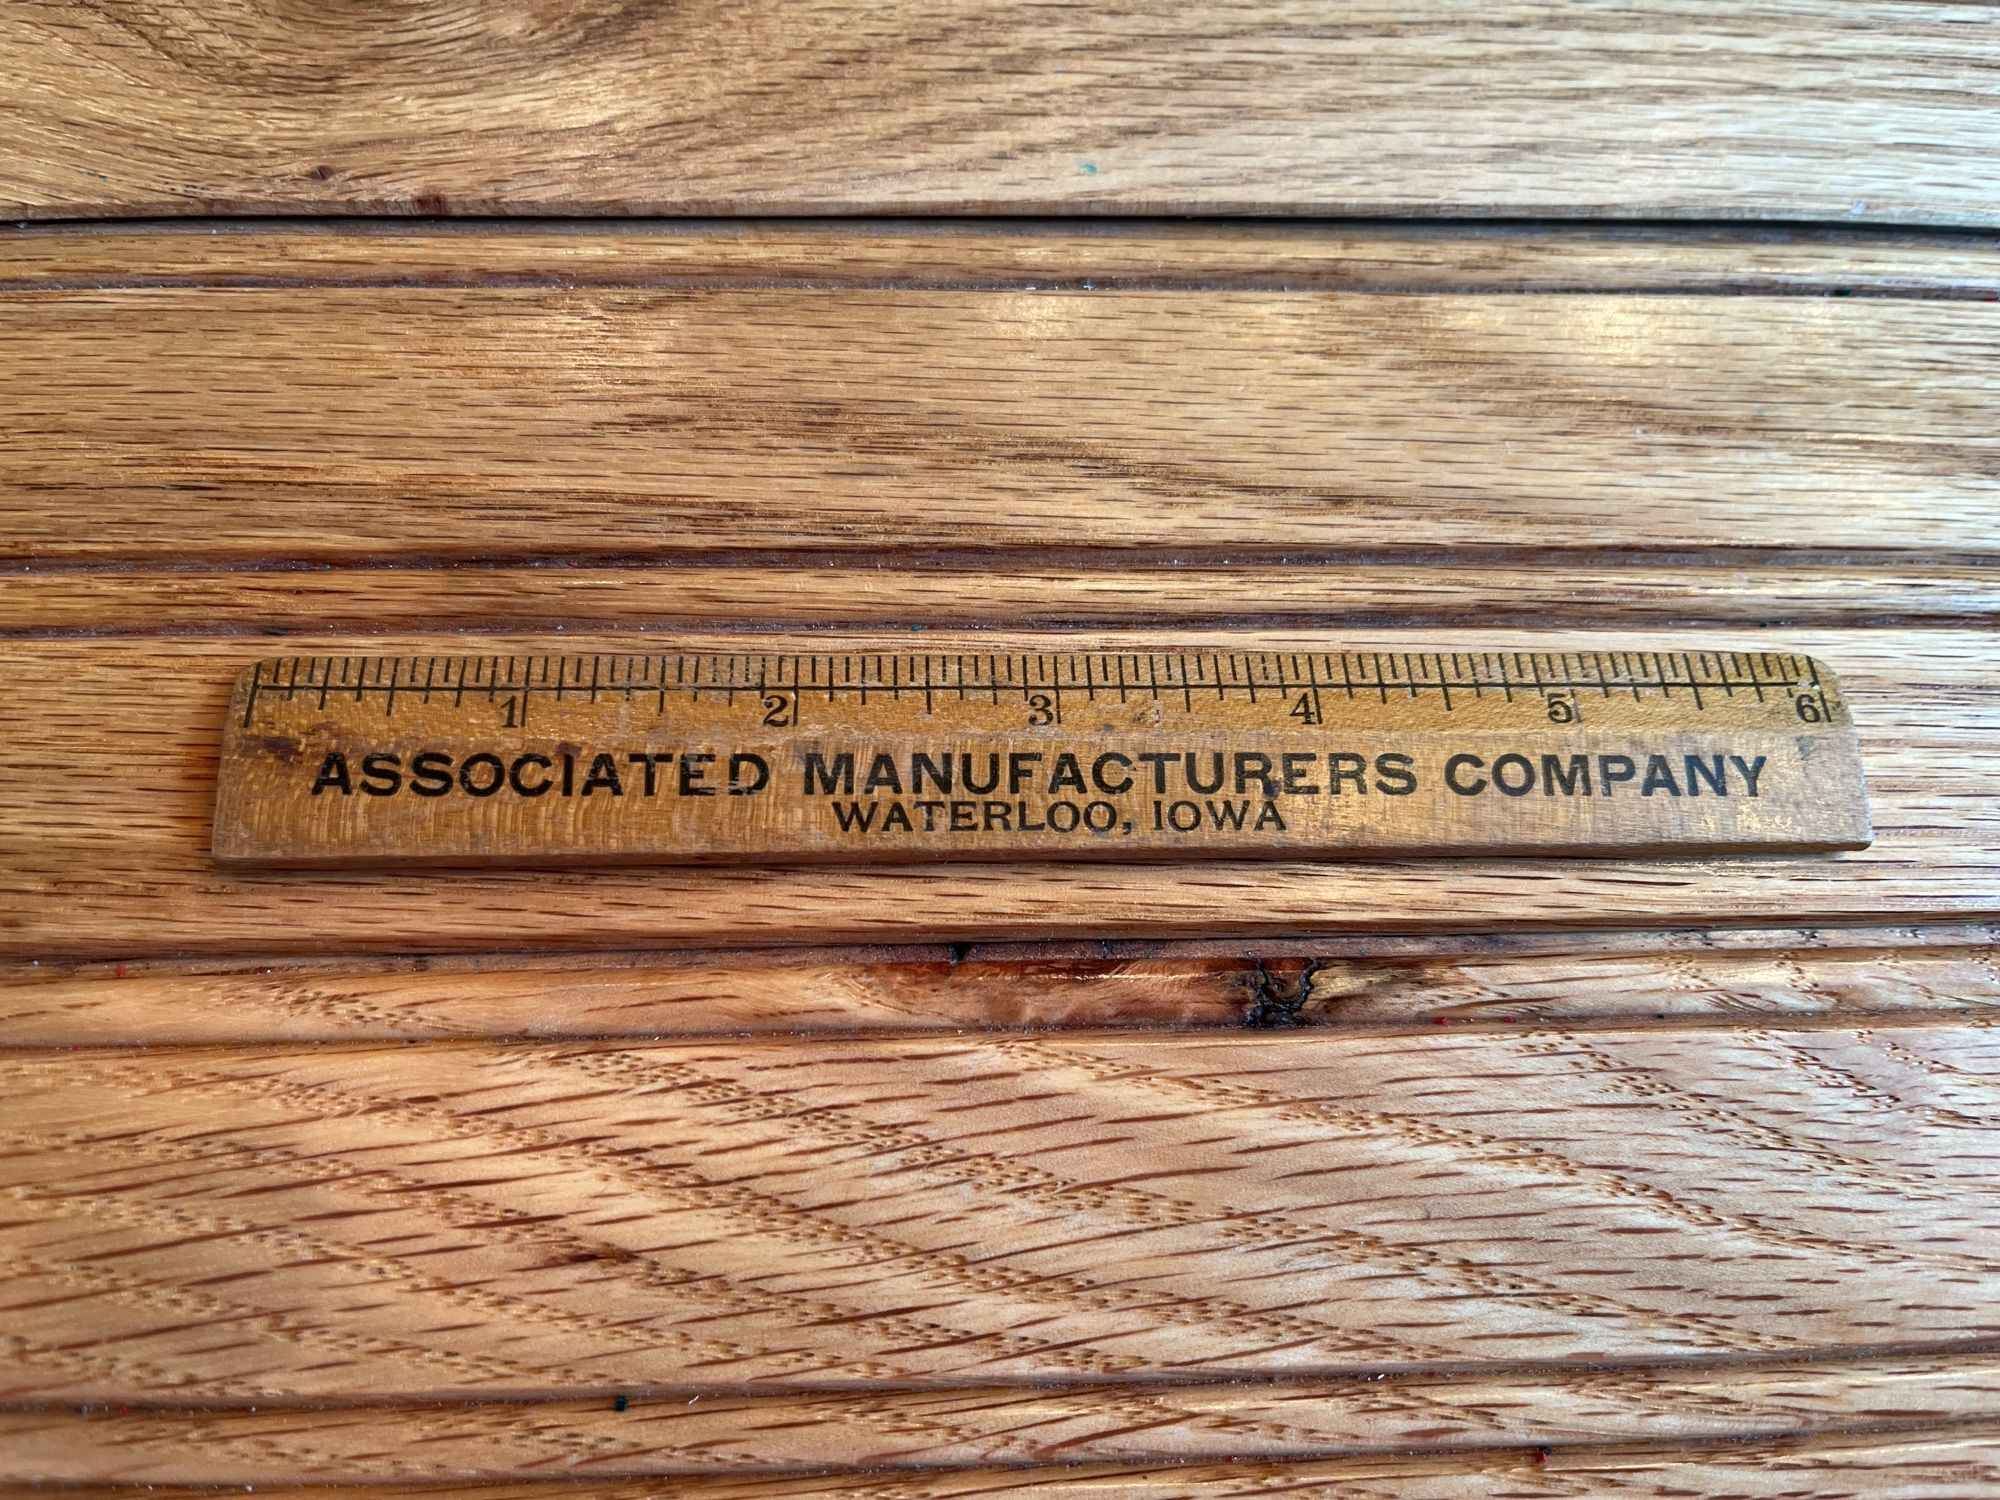 1 2 3 4 5 6
ASSOCIATED MANUFACTURERS COMPANY
WATERLOO, IOWA